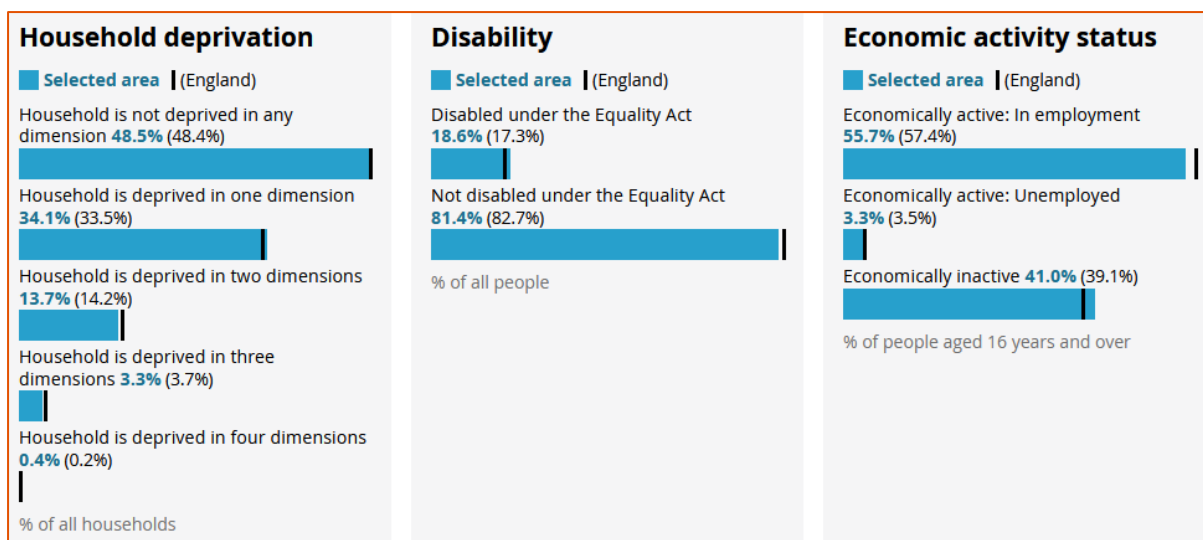 Household deprivation
Selected area (England)
Household is not deprived in any
dimension 48.5% (48.4%)
Household is deprived in one dimension
34.1% (33.5%)
Household is deprived in two dimensions
13.7% (14.2%)
Household is deprived in three
dimensions 3.3% (3.7%)
Household is deprived in four dimensions
0.4% (0.2%)
% of all households
Disability
Selected area (England)
Disabled under the Equality Act
18.6% (17.3%)
Not disabled under the Equality Act
81.4% (82.7%)
% of all people
Economic activity status
Selected area (England)
Economically active: In employment
55.7% (57.4%)
Economically active: Unemployed
3.3% (3.5%)
Economically inactive 41.0% (39.1%)
% of people aged 16 years and over